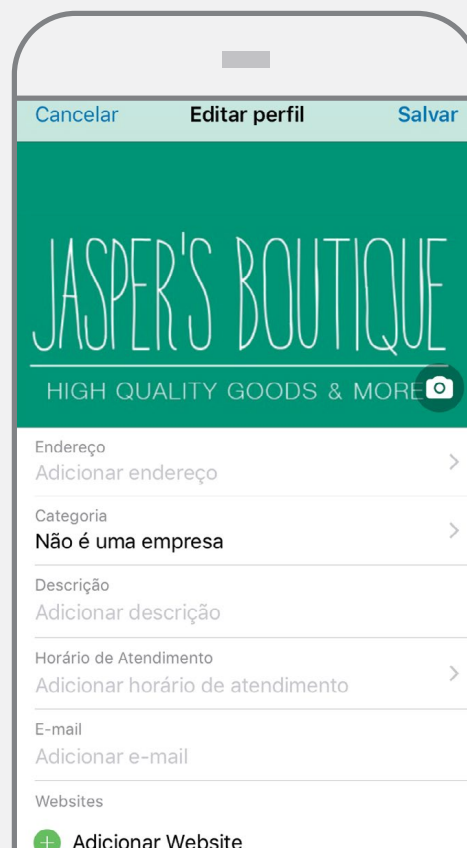 Cancelar Editar perfil Salvar
JASPER'S BOUTIQUE
HIGH QUALITY GOODS & MORE
Endereço
Adicionar endereço
Categoria
Não é uma empresa
Descrição
Adicionar descrição
Horário de Atendimento
Adicionar horário de atendimento
E-mail
Adicionar e-mail
Websites
Adicionar Website